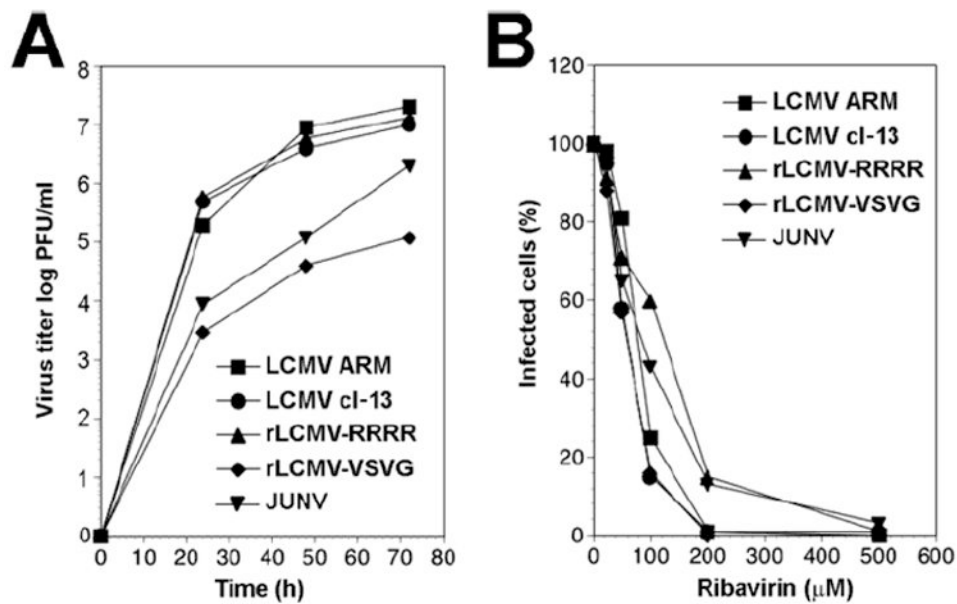 A
Virus titer log PFU/ml
8
7
6
5
4
3
2
1
0
LCMV ARM
LCMV cl-13
rLCMV-RRRR
rLCMV-VSVG
JUNV
0 10 20 30 40 50 60 70 80
Time (h)
B
Infected cells (%)
120
100
80
60
40
20
0
LCMV ARM
LCMV cl-13
rLCMV-RRRR
rLCMV-VSVG
JUNV
0 100 200 300 400 500 600
Ribavirin (μM)